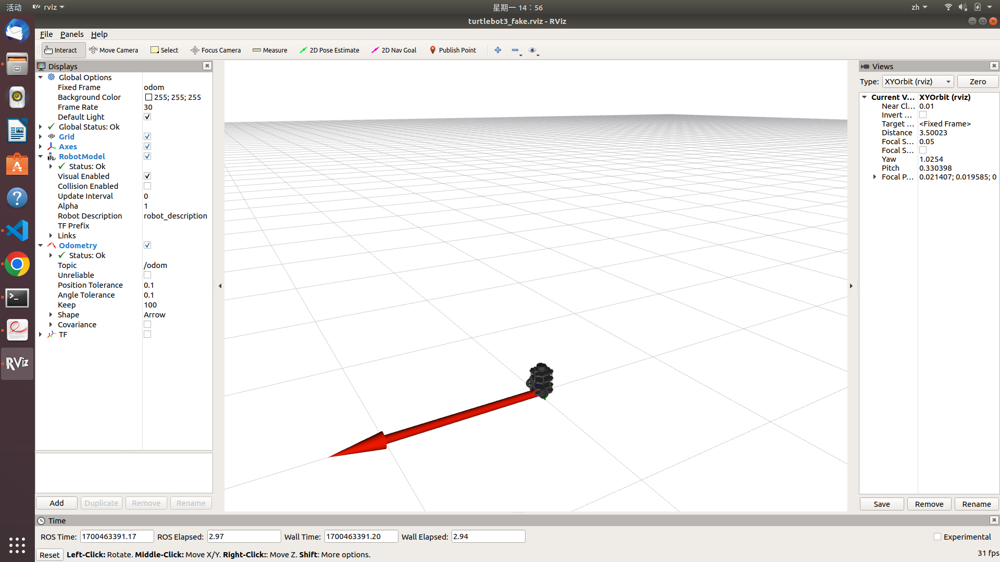 活动 RViz rviz 星期一 14：56 zh
turtlebot3_fake.rviz - RViz
File Panels Help
Interact Move Camera Select Focus Camera Measure 2D Pose Estimate 2D Nav Goal Publish Point
Displays
Global Options
Fixed Frame odom
Background Color 255; 255; 255
Frame Rate 30
Default Light
Global Status: Ok
Grid
Axes
RobotModel
Status: Ok
Visual Enabled
Collision Enabled
Update Interval 0
Alpha 1
Robot Description robot_description
TF Prefix
Links
Odometry
Status: Ok
Topic /odom
Unreliable
Position Tolerance 0.1
Angle Tolerance 0.1
Keep 100
Shape Arrow
Covariance
TF
Add Duplicate Remove Rename
Views
Type: XYOrbit (rviz) Zero
Current V... XYOrbit (rviz)
Near Cl... 0.01
Invert ...
Target ... <Fixed Frame>
Distance 3.50023
Focal S... 0.05
Focal S...
Yaw 1.0254
Pitch 0.330398
Focal P... 0.021407; 0.019585; 0
Save Remove Rename
RViz
Time
ROS Time: 1700463391.17 ROS Elapsed: 2.97 Wall Time: 1700463391.20 Wall Elapsed: 2.94 Experimental
Reset Left-Click: Rotate. Middle-Click: Move X/Y. Right-Click:: Move Z. Shift: More options. 31 fps